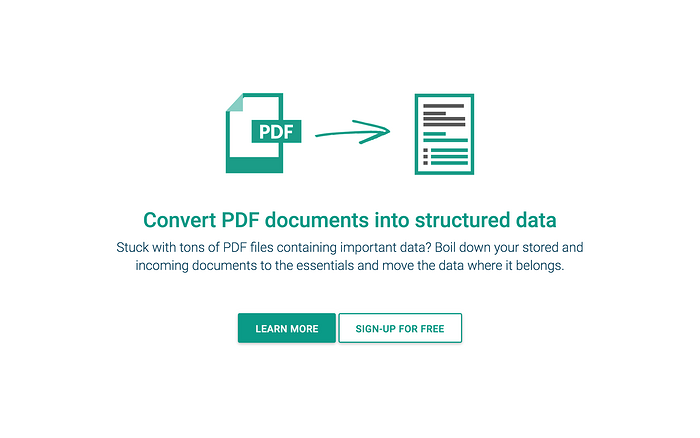 PDF
Convert PDF documents into structured data
Stuck with tons of PDF files containing important data? Boil down your stored and
incoming documents to the essentials and move the data where it belongs.
LEARN MORE
SIGN-UP FOR FREE